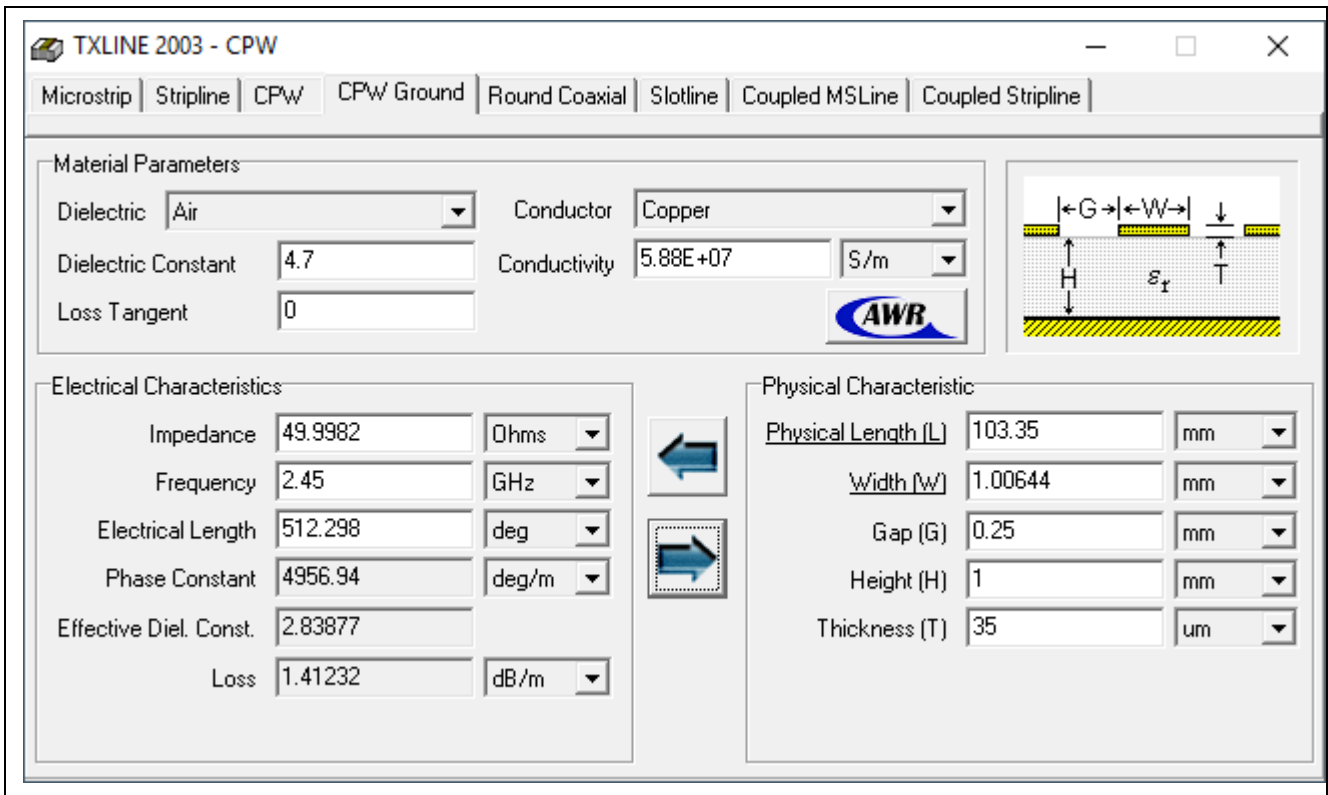 TXLINE 2003 - CPW
Microstrip Stripline CPW CPW Ground Round Coaxial Slotline Coupled MSLine Coupled Stripline
Material Parameters
Dielectric Air Conductor Copper
Dielectric Constant 4.7 Conductivity 5.88E+07 S/m
Loss Tangent 0
AWR
←G→ ←W→
H εr T
Electrical Characteristics
Impedance 49.9982 Ohms
Frequency 2.45 GHz
Electrical Length 512.298 deg
Phase Constant 4956.94 deg/m
Effective Diel. Const. 2.83877
Loss 1.41232 dB/m
Physical Characteristic
Physical Length (L) 103.35 mm
Width (W) 1.00644 mm
Gap (G) 0.25 mm
Height (H) 1 mm
Thickness (T) 35 um